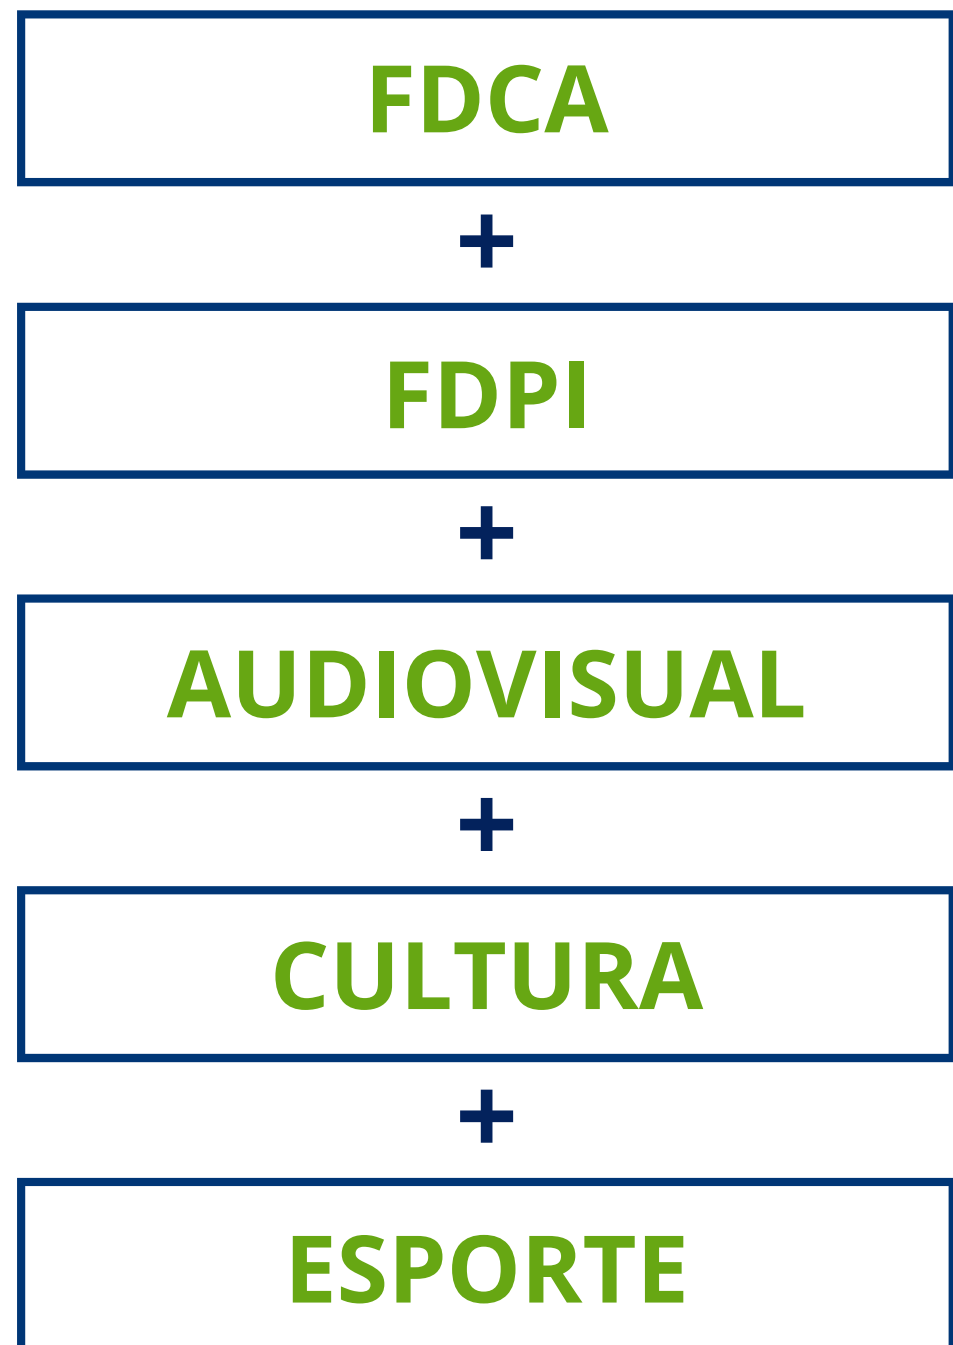 FDCA
+
FDPI
+
AUDIOVISUAL
+
CULTURA
+
ESPORTE